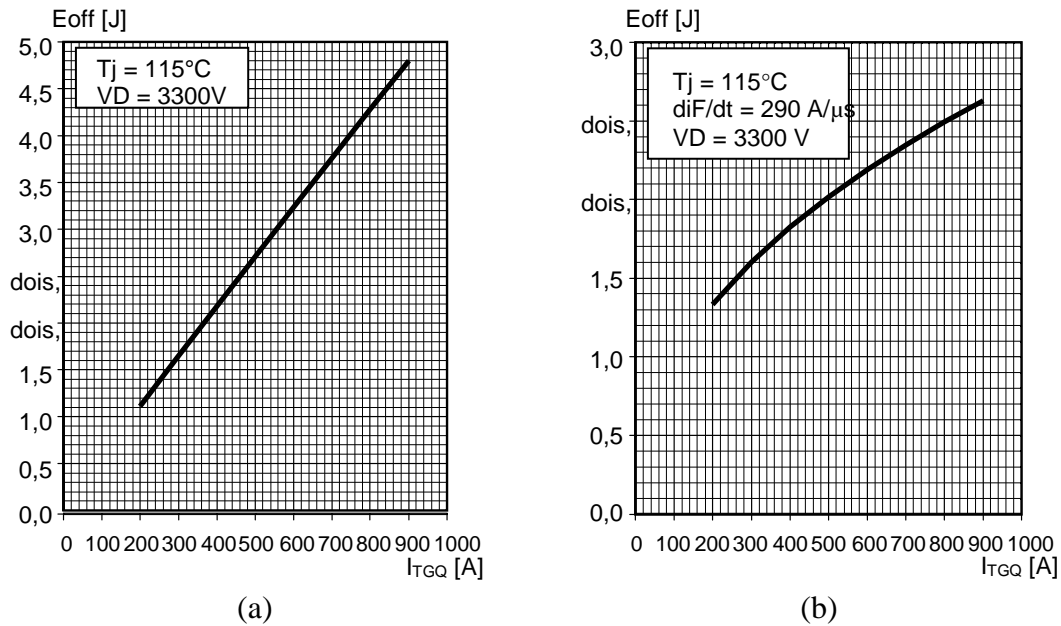 Eoff [J]
5,0
4,5
4,0
3,5
3,0
dois,
dois,
1,5
1,0
0,5
0,0
Tj = 115°C
VD = 3300V
0 100 200 300 400 500 600 700 800 900 1000
ITGQ [A]
(a)
Eoff [J]
3,0
dois,
dois,
1,5
1,0
0,5
0,0
Tj = 115°C
diF/dt = 290 A/μs
VD = 3300 V
0 100 200 300 400 500 600 700 800 900 1000
ITGQ [A]
(b)